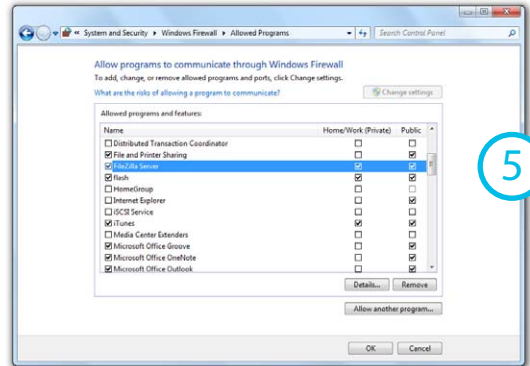 « System and Security ▸ Windows Firewall ▸ Allowed Programs
Search Control Panel
Allow programs to communicate through Windows Firewall
To add, change, or remove allowed programs and ports, click Change settings.
What are the risks of allowing a program to communicate?
Change settings
Allowed programs and features:
Name Home/Work (Private) Public
Distributed Transaction Coordinator
File and Printer Sharing
FileZilla Server
flash
HomeGroup
Internet Explorer
iSCSI Service
iTunes
Media Center Extenders
Microsoft Office Groove
Microsoft Office OneNote
Microsoft Office Outlook
Details... Remove
Allow another program...
OK Cancel
5